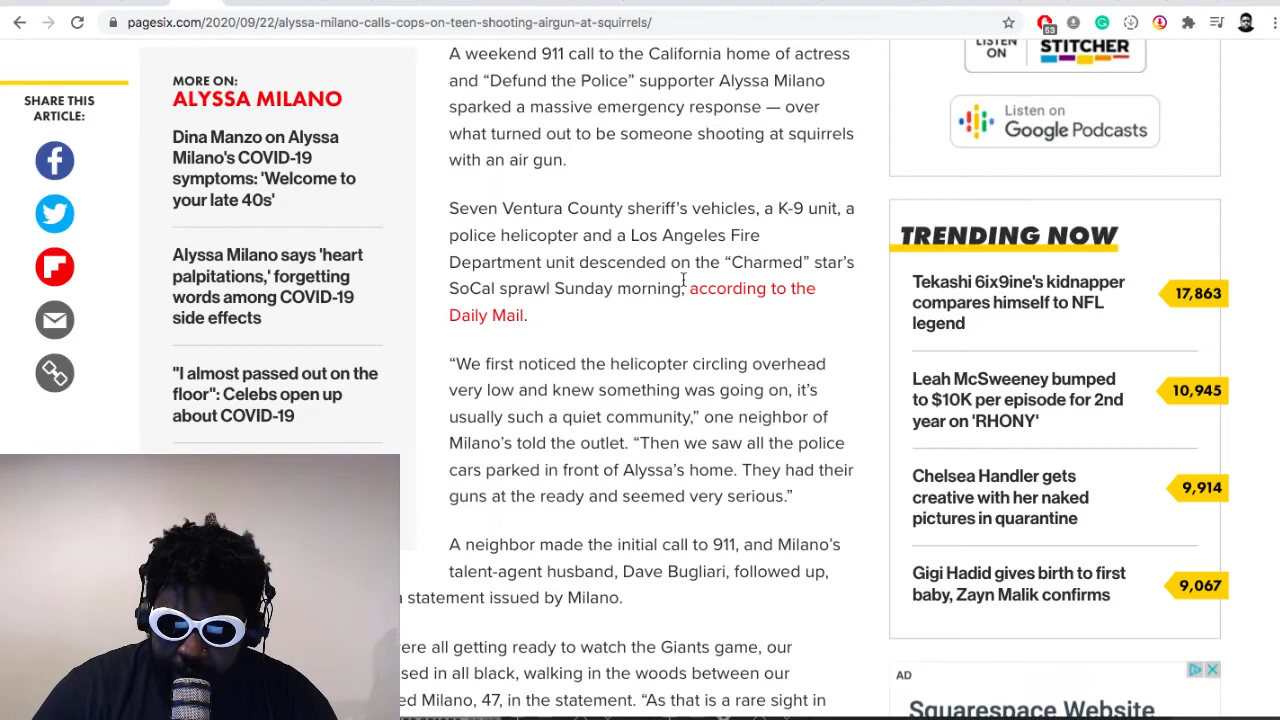 pagesix.com/2020/09/22/alyssa-milano-calls-cops-on-teen-shooting-airgun-at-squirrels/
53
SHARE THIS
ARTICLE:
MORE ON:
ALYSSA MILANO
Dina Manzo on Alyssa
Milano's COVID-19
symptoms: 'Welcome to
your late 40s'
Alyssa Milano says 'heart
palpitations,' forgetting
words among COVID-19
side effects
"I almost passed out on the
floor": Celebs open up
about COVID-19
A weekend 911 call to the California home of actress
and “Defund the Police” supporter Alyssa Milano
sparked a massive emergency response — over
what turned out to be someone shooting at squirrels
with an air gun.
Seven Ventura County sheriff’s vehicles, a K-9 unit, a
police helicopter and a Los Angeles Fire
Department unit descended on the “Charmed” star’s
SoCal sprawl Sunday morning, according to the
Daily Mail.
“We first noticed the helicopter circling overhead
very low and knew something was going on, it’s
usually such a quiet community,” one neighbor of
Milano’s told the outlet. “Then we saw all the police
cars parked in front of Alyssa’s home. They had their
guns at the ready and seemed very serious.”
A neighbor made the initial call to 911, and Milano’s
talent-agent husband, Dave Bugliari, followed up,
a statement issued by Milano.
ere all getting ready to watch the Giants game, our
sed in all black, walking in the woods between our
ed Milano, 47, in the statement. “As that is a rare sight in
LISTEN
ON
STITCHER
Listen on
Google Podcasts
TRENDING NOW
Tekashi 6ix9ine's kidnapper
compares himself to NFL
legend
17,863
Leah McSweeney bumped
to $10K per episode for 2nd
year on 'RHONY'
10,945
Chelsea Handler gets
creative with her naked
pictures in quarantine
9,914
Gigi Hadid gives birth to first
baby, Zayn Malik confirms
9,067
AD
Squarespace Website